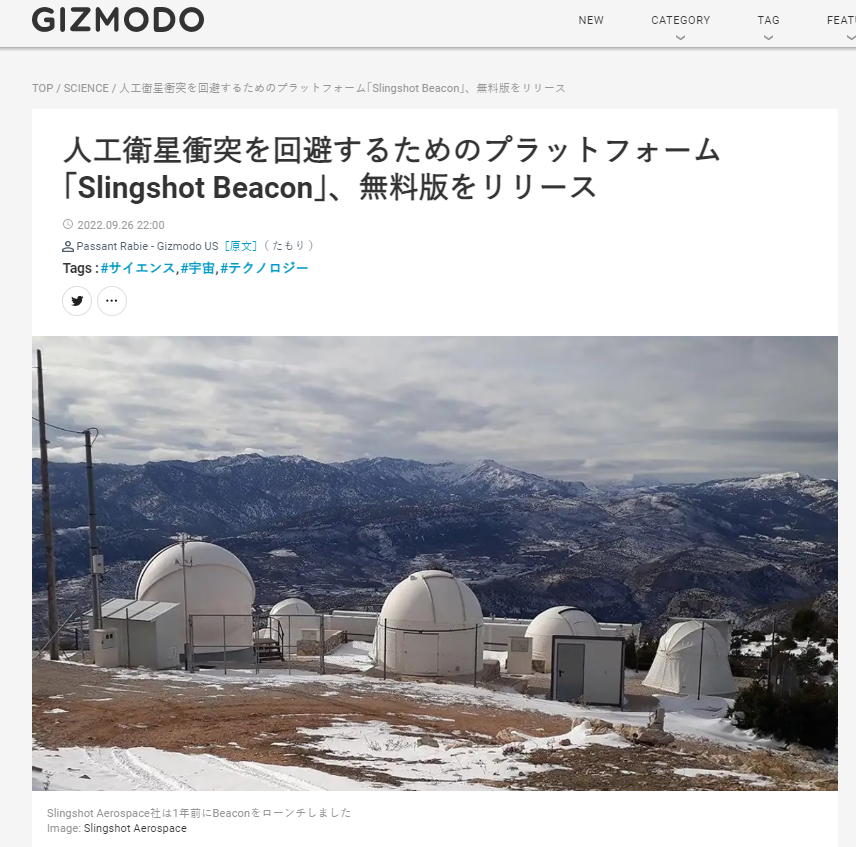 GIZMODO
NEW CATEGORY TAG
TOP / SCIENCE / 人工衛星衝突を回避するためのプラットフォーム｢Slingshot Beacon｣、無料版をリリース
人工衛星衝突を回避するためのプラットフォーム
｢Slingshot Beacon｣、無料版をリリース
2022.09.26 22:00
Passant Rabie - Gizmodo US [原文] ( たもり )
Tags : #サイエンス, #宇宙, #テクノロジー
Slingshot Aerospace社は1年前にBeaconをローンチしました
Image: Slingshot Aerospace